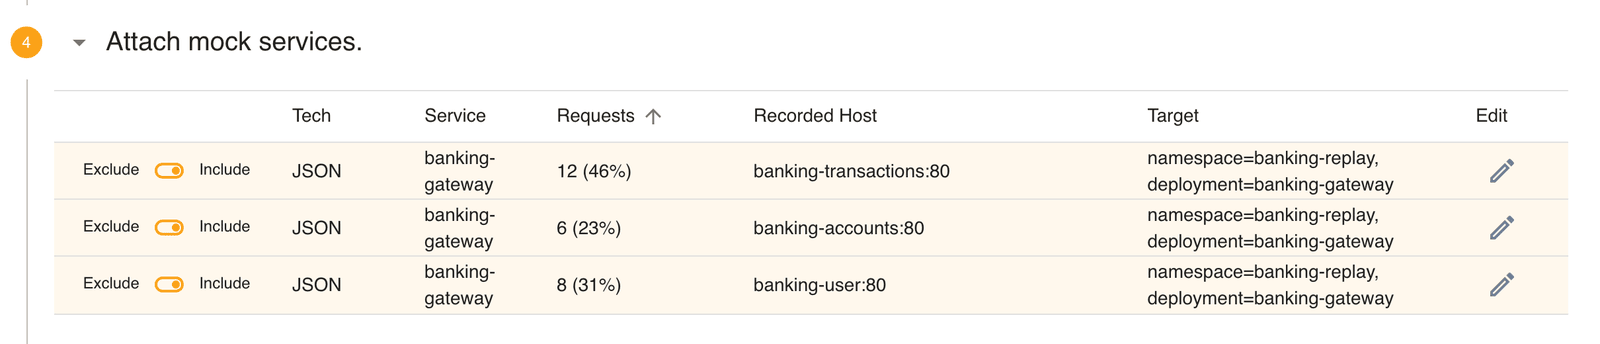 4 Attach mock services.
Tech Service Requests Recorded Host Target Edit
Exclude Include JSON banking-gateway 12 (46%) banking-transactions:80 namespace=banking-replay, deployment=banking-gateway
Exclude Include JSON banking-gateway 6 (23%) banking-accounts:80 namespace=banking-replay, deployment=banking-gateway
Exclude Include JSON banking-gateway 8 (31%) banking-user:80 namespace=banking-replay, deployment=banking-gateway